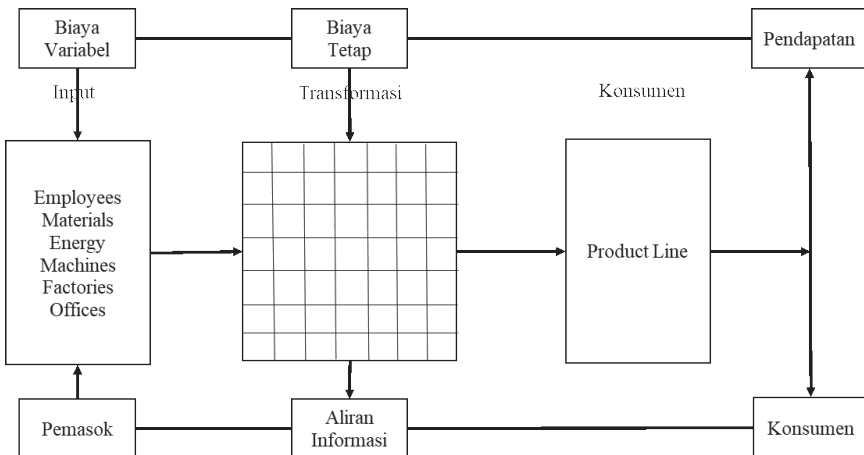 Biaya
Variabel
Biaya
Tetap
Pendapatan
Input
Transformasi
Konsumen
Employees
Materials
Energy
Machines
Factories
Offices
Product Line
Pemasok
Aliran
Informasi
Konsumen